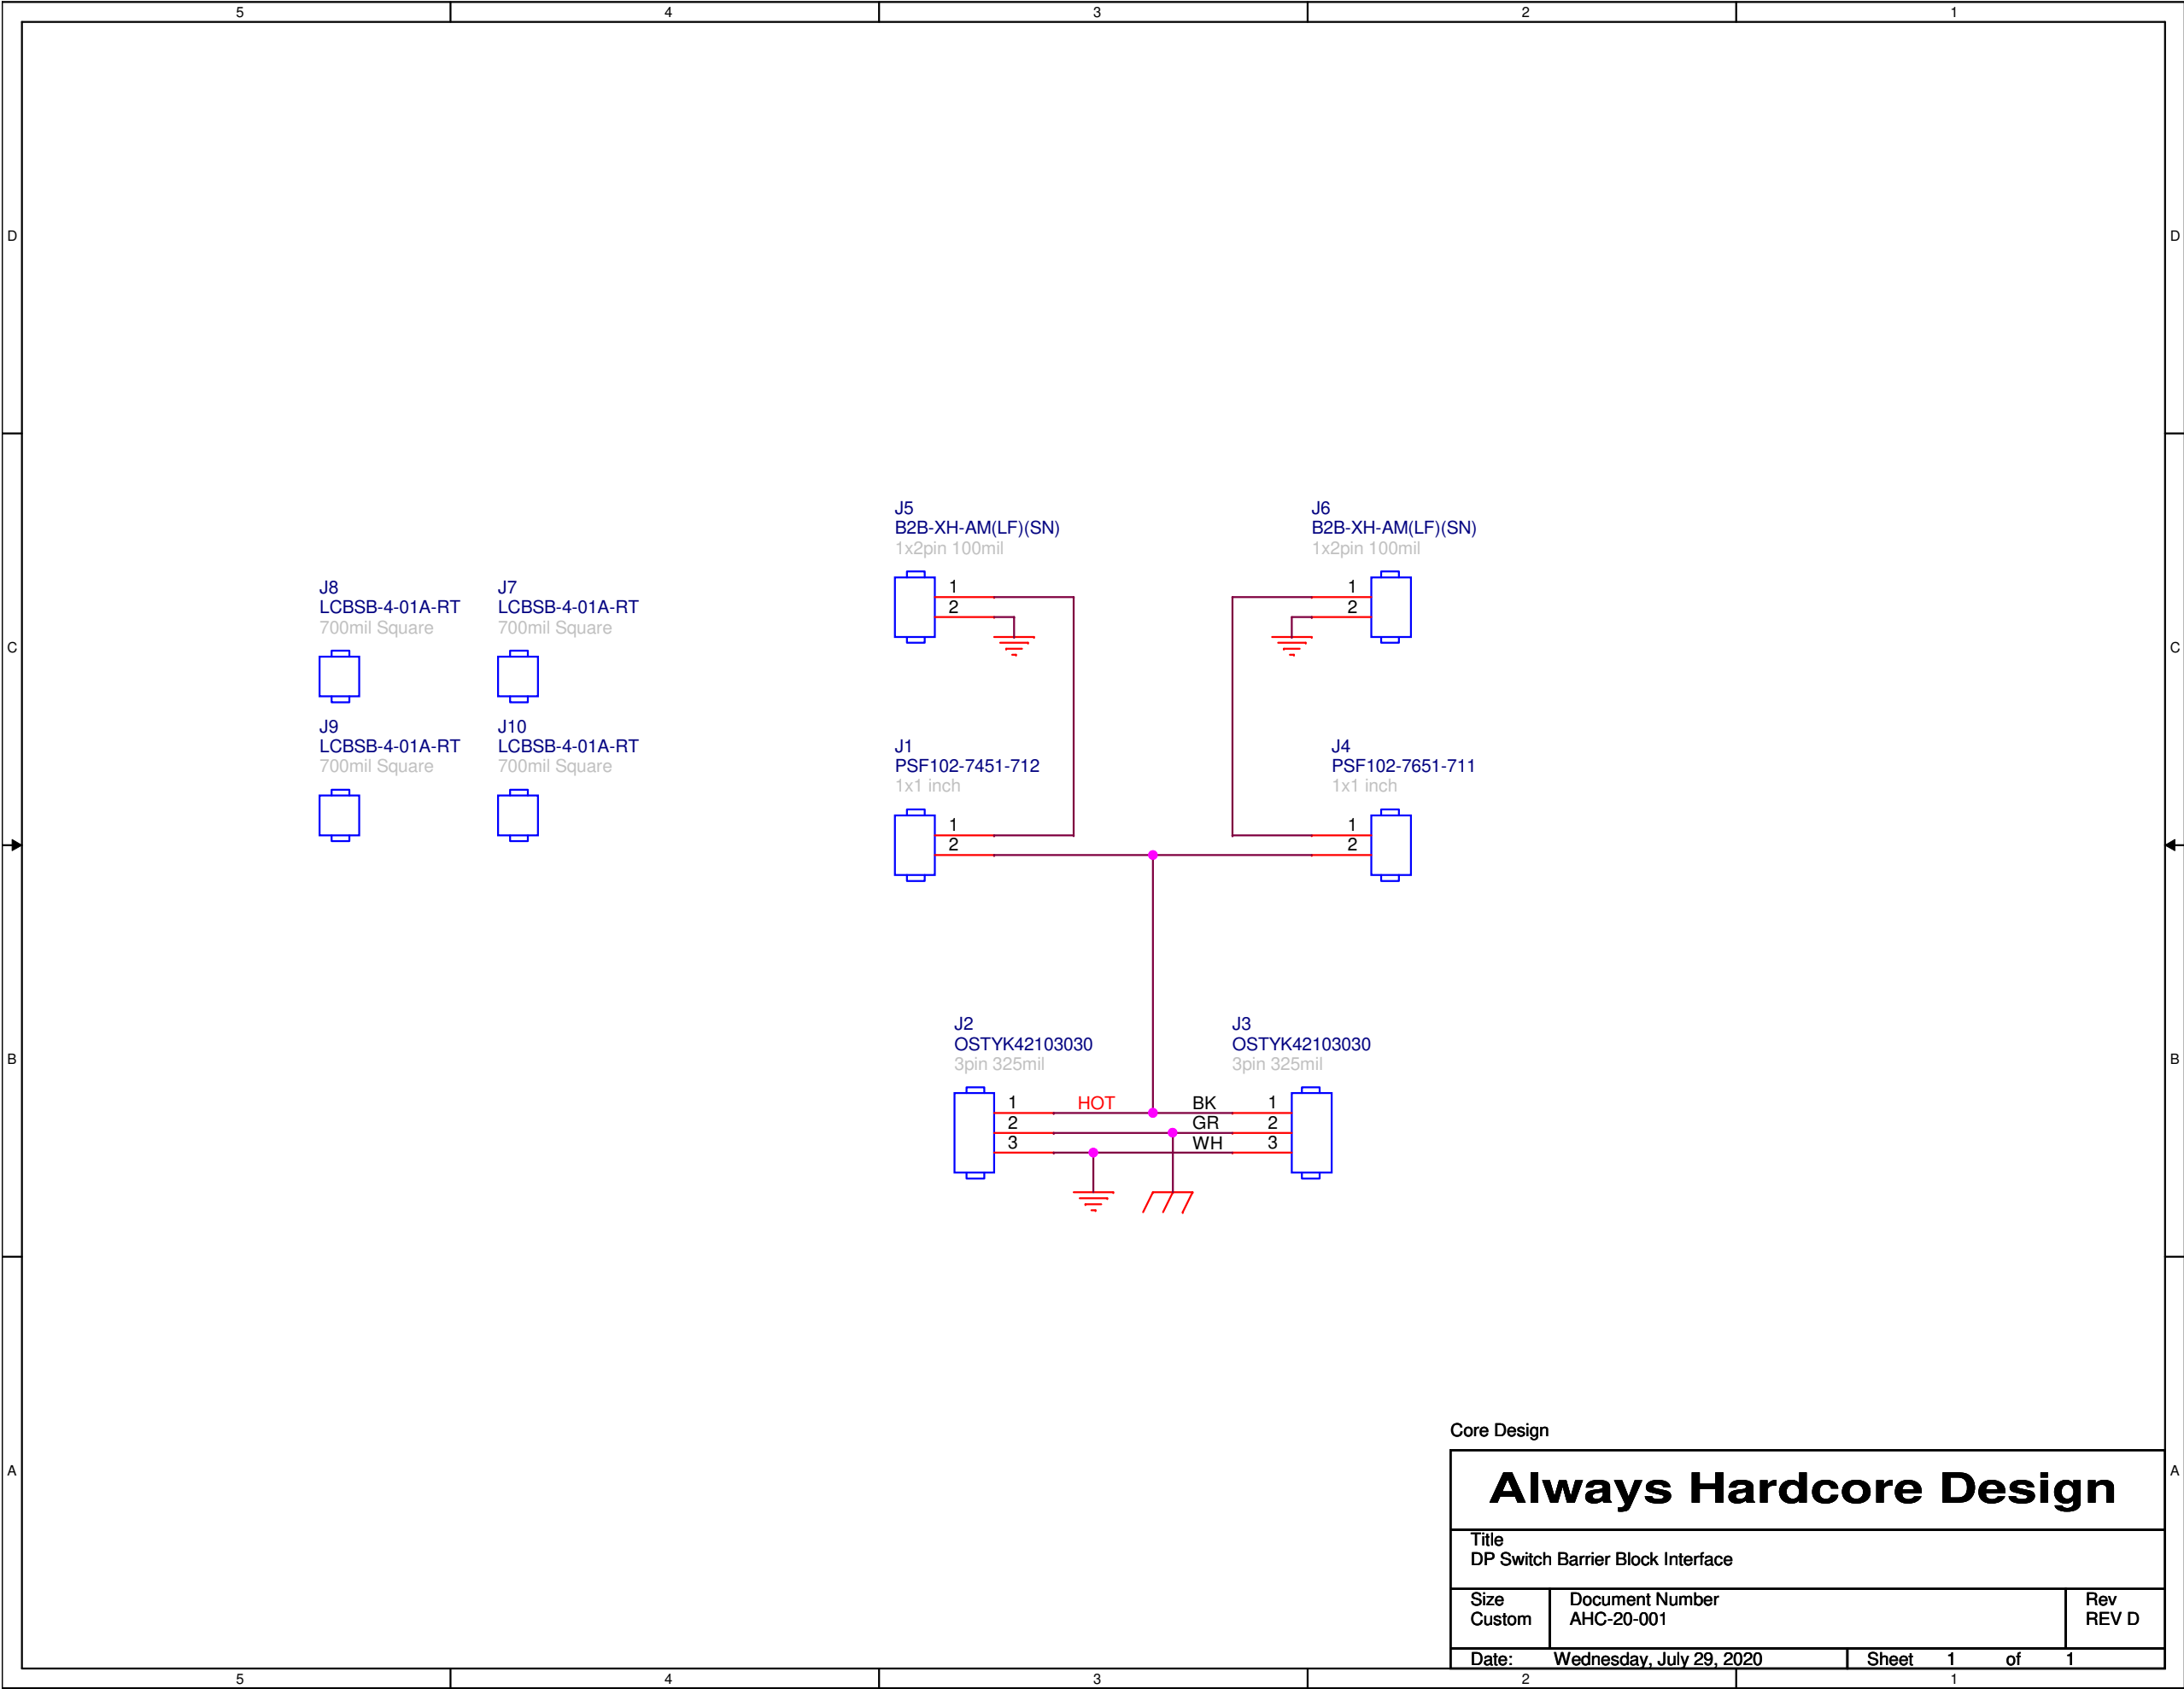 5 4 3 2 1
D D
J5
B2B-XH-AM(LF)(SN)
1x2pin 100mil
1
2
J6
B2B-XH-AM(LF)(SN)
1x2pin 100mil
1
2
J8
LCBSB-4-01A-RT
700mil Square
J7
LCBSB-4-01A-RT
700mil Square
C C
J9
LCBSB-4-01A-RT
700mil Square
J10
LCBSB-4-01A-RT
700mil Square
J1
PSF102-7451-712
1x1 inch
1
2
J4
PSF102-7651-711
1x1 inch
1
2
J2
OSTYK42103030
3pin 325mil
J3
OSTYK42103030
3pin 325mil
B B
1 HOT BK 1
2 GR 2
3 WH 3
Core Design
A A
Always Hardcore Design
Title
DP Switch Barrier Block Interface
Size
Custom
Document Number
AHC-20-001
Rev
REV D
Date: Wednesday, July 29, 2020 Sheet 1 of 1
5 4 3 2 1